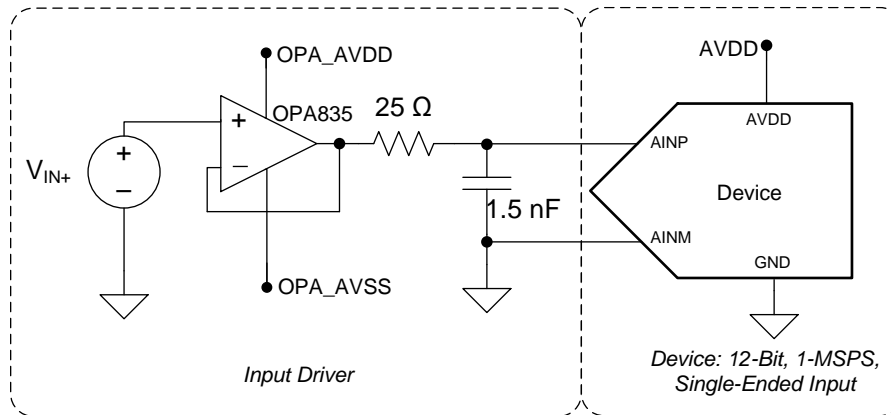 OPA_AVDD
AVDD
25 Ω
OPA835
+
−
AVDD
AINP
V_IN+
+
−
Device
1.5 nF
AINM
GND
OPA_AVSS
Input Driver
Device: 12-Bit, 1-MSPS,
Single-Ended Input